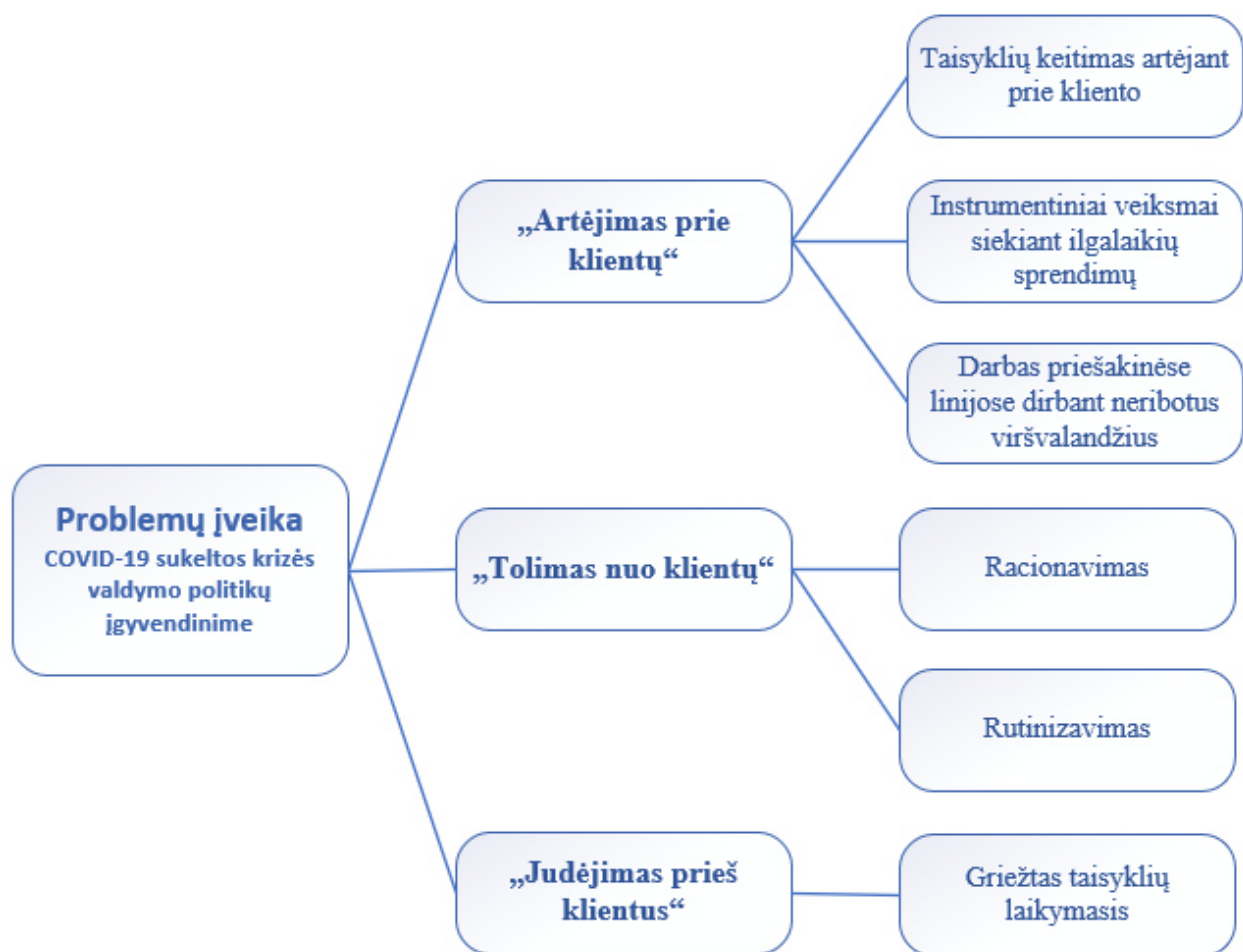 Problemų įveika
COVID-19 sukeltos krizės
valdymo politikų
įgyvendinime
„Artėjimas prie
klientų“
Taisyklių keitimas artėjant
prie kliento
Instrumentiniai veiksmai
siekiant ilgalaikių
sprendimų
Darbas priešakinėse
linijose dirbant neribotus
viršvalandžius
„Tolimas nuo klientų“
Racionavimas
Rutinizavimas
„Judėjimas prieš
klientus“
Griežtas taisyklių
laikymasis